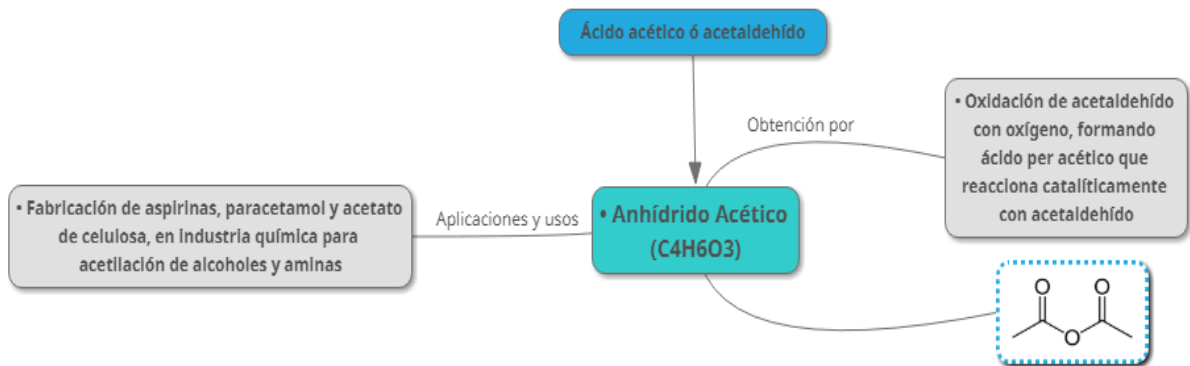 Ácido acético ó acetaldehído
Obtención por
• Oxidación de acetaldehído
con oxígeno, formando
ácido per acético que
reacciona catalíticamente
con acetaldehído
• Fabricación de aspirinas, paracetamol y acetato
de celulosa, en industria química para
acetilación de alcoholes y aminas
Aplicaciones y usos
• Anhídrido Acético
(C4H6O3)
O O
O